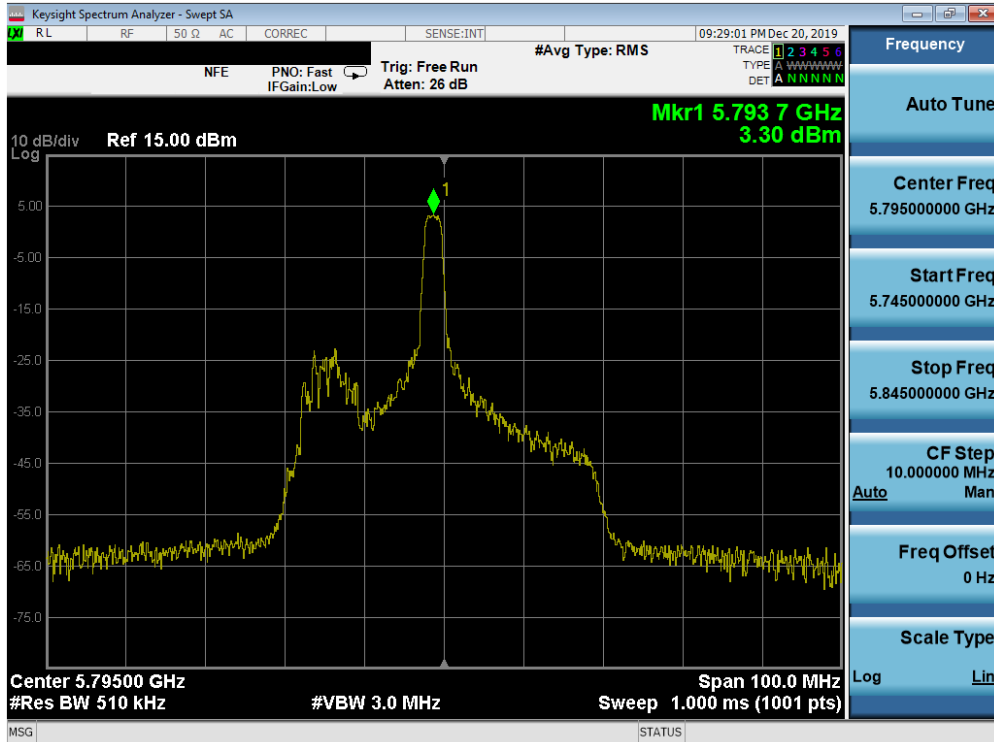 Keysight Spectrum Analyzer - Swept SA
LXI RL RF 50 Ω AC CORREC SENSE:INT 09:29:01 PM Dec 20, 2019
#Avg Type: RMS
TRACE 1 2 3 4 5 6
TYPE A WWWWW
DET A N N N N N
NFE PNO: Fast Trig: Free Run
IFGain:Low Atten: 26 dB
Mkr1 5.793 7 GHz
3.30 dBm
10 dB/div Ref 15.00 dBm
Log
1
5.00
-5.00
-15.0
-25.0
-35.0
-45.0
-55.0
-65.0
-75.0
Center 5.79500 GHz Span 100.0 MHz
#Res BW 510 kHz #VBW 3.0 MHz Sweep 1.000 ms (1001 pts)
MSG STATUS
Frequency
Auto Tune
Center Freq
5.795000000 GHz
Start Freq
5.745000000 GHz
Stop Freq
5.845000000 GHz
CF Step
10.000000 MHz
Auto Man
Freq Offset
0 Hz
Scale Type
Log Lin